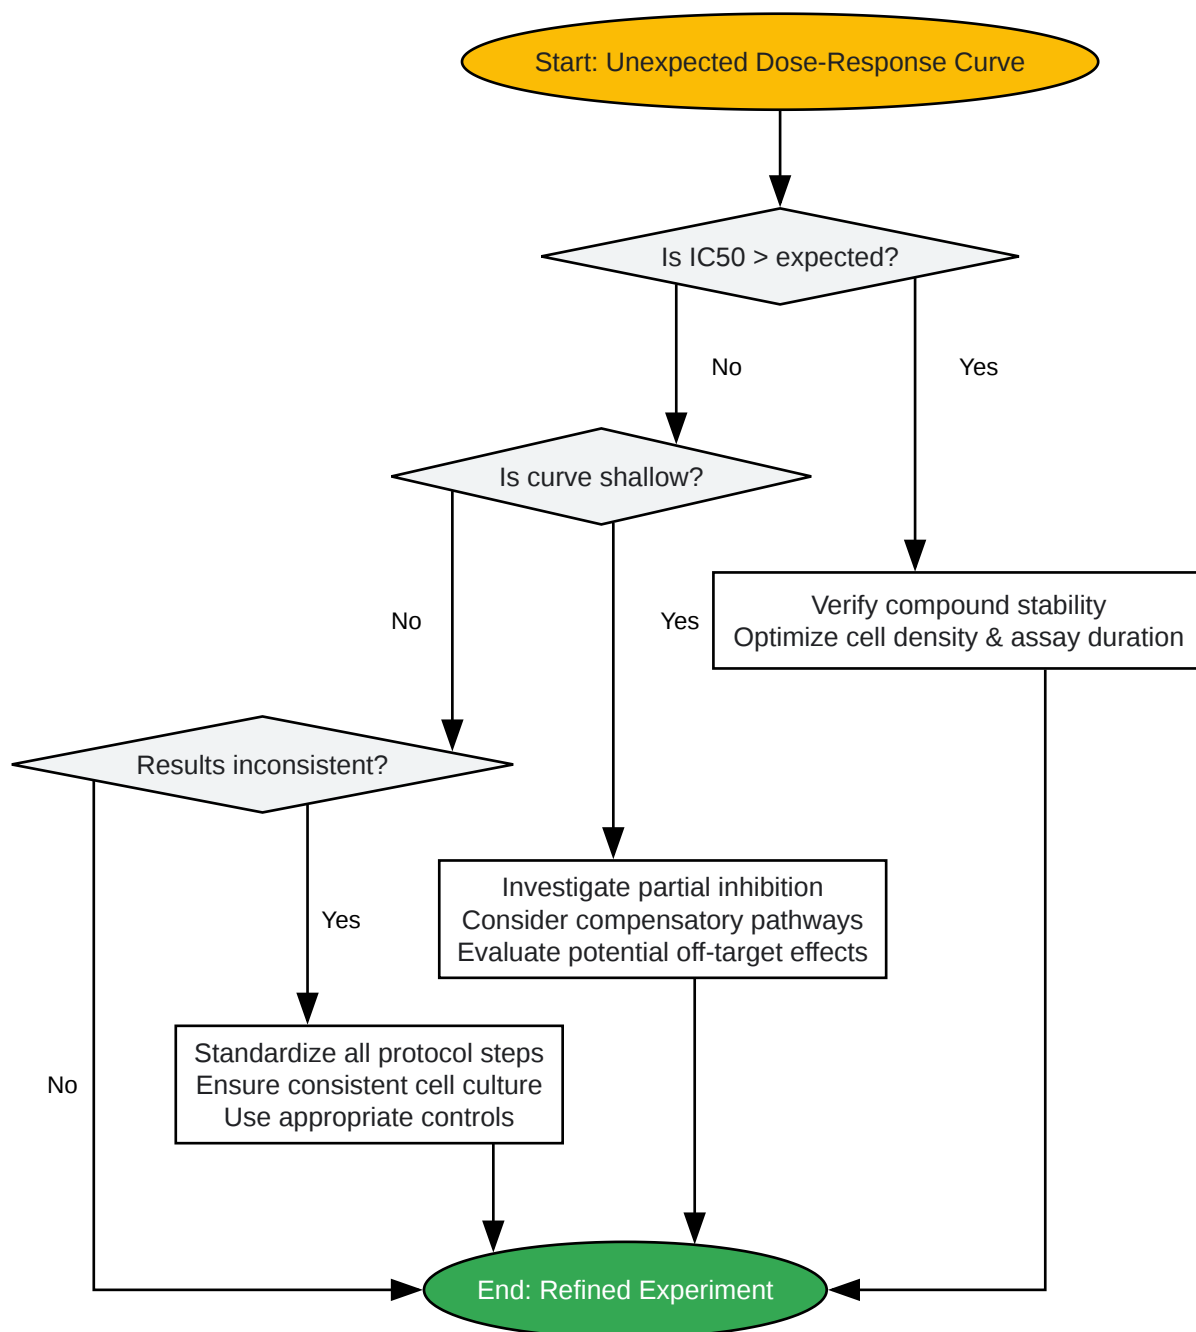 Start: Unexpected Dose-Response Curve
Is IC50 > expected?
No
Yes
Is curve shallow?
No
Yes
Verify compound stability
Optimize cell density & assay duration
Results inconsistent?
Yes
Investigate partial inhibition
Consider compensatory pathways
Evaluate potential off-target effects
No
Standardize all protocol steps
Ensure consistent cell culture
Use appropriate controls
End: Refined Experiment